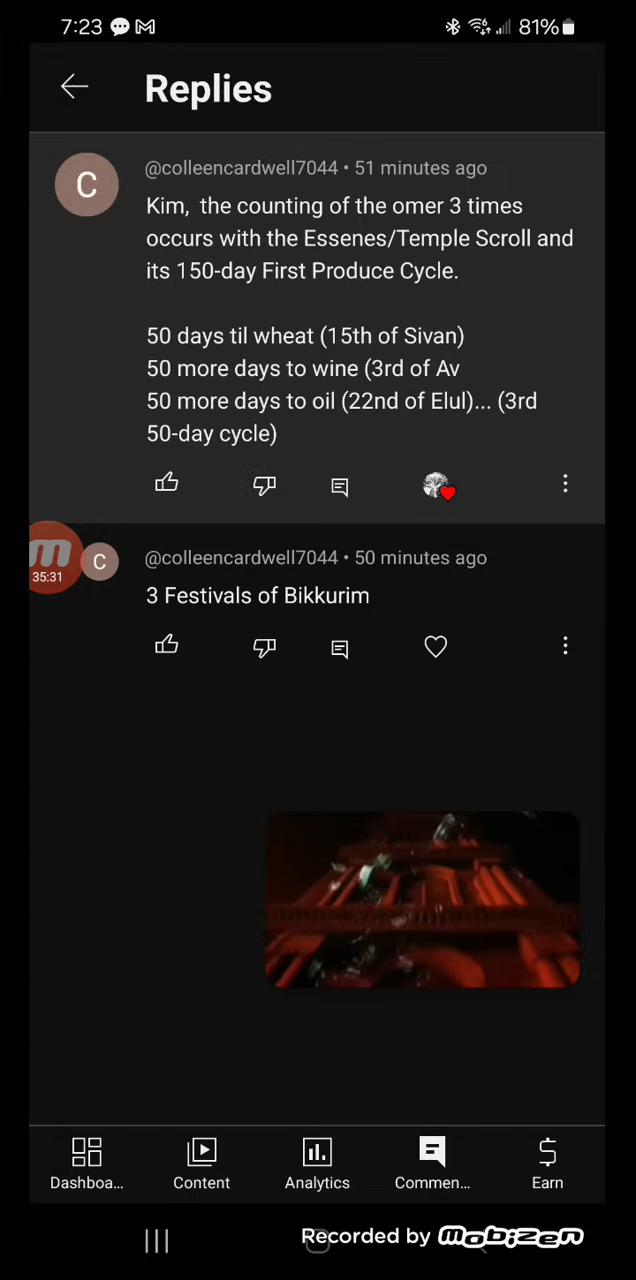 7:23 81%
Replies
C @colleencardwell7044 • 51 minutes ago
Kim,  the counting of the omer 3 times
occurs with the Essenes/Temple Scroll and
its 150-day First Produce Cycle.
50 days til wheat (15th of Sivan)
50 more days to wine (3rd of Av
50 more days to oil (22nd of Elul)... (3rd
50-day cycle)
m
35:31
C @colleencardwell7044 • 50 minutes ago
3 Festivals of Bikkurim
Dashboa... Content Analytics Commen... Earn
Recorded by mobizen